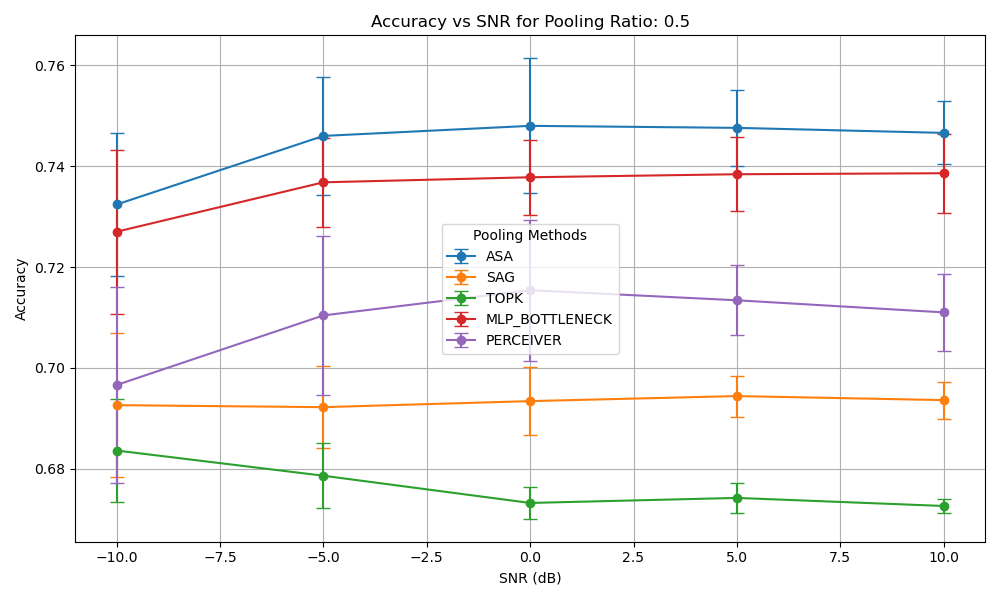 Accuracy vs SNR for Pooling Ratio: 0.5
Accuracy
0.76
0.74
0.72
0.70
0.68
Pooling Methods
ASA
SAG
TOPK
MLP_BOTTLENECK
PERCEIVER
−10.0 −7.5 −5.0 −2.5 0.0 2.5 5.0 7.5 10.0
SNR (dB)